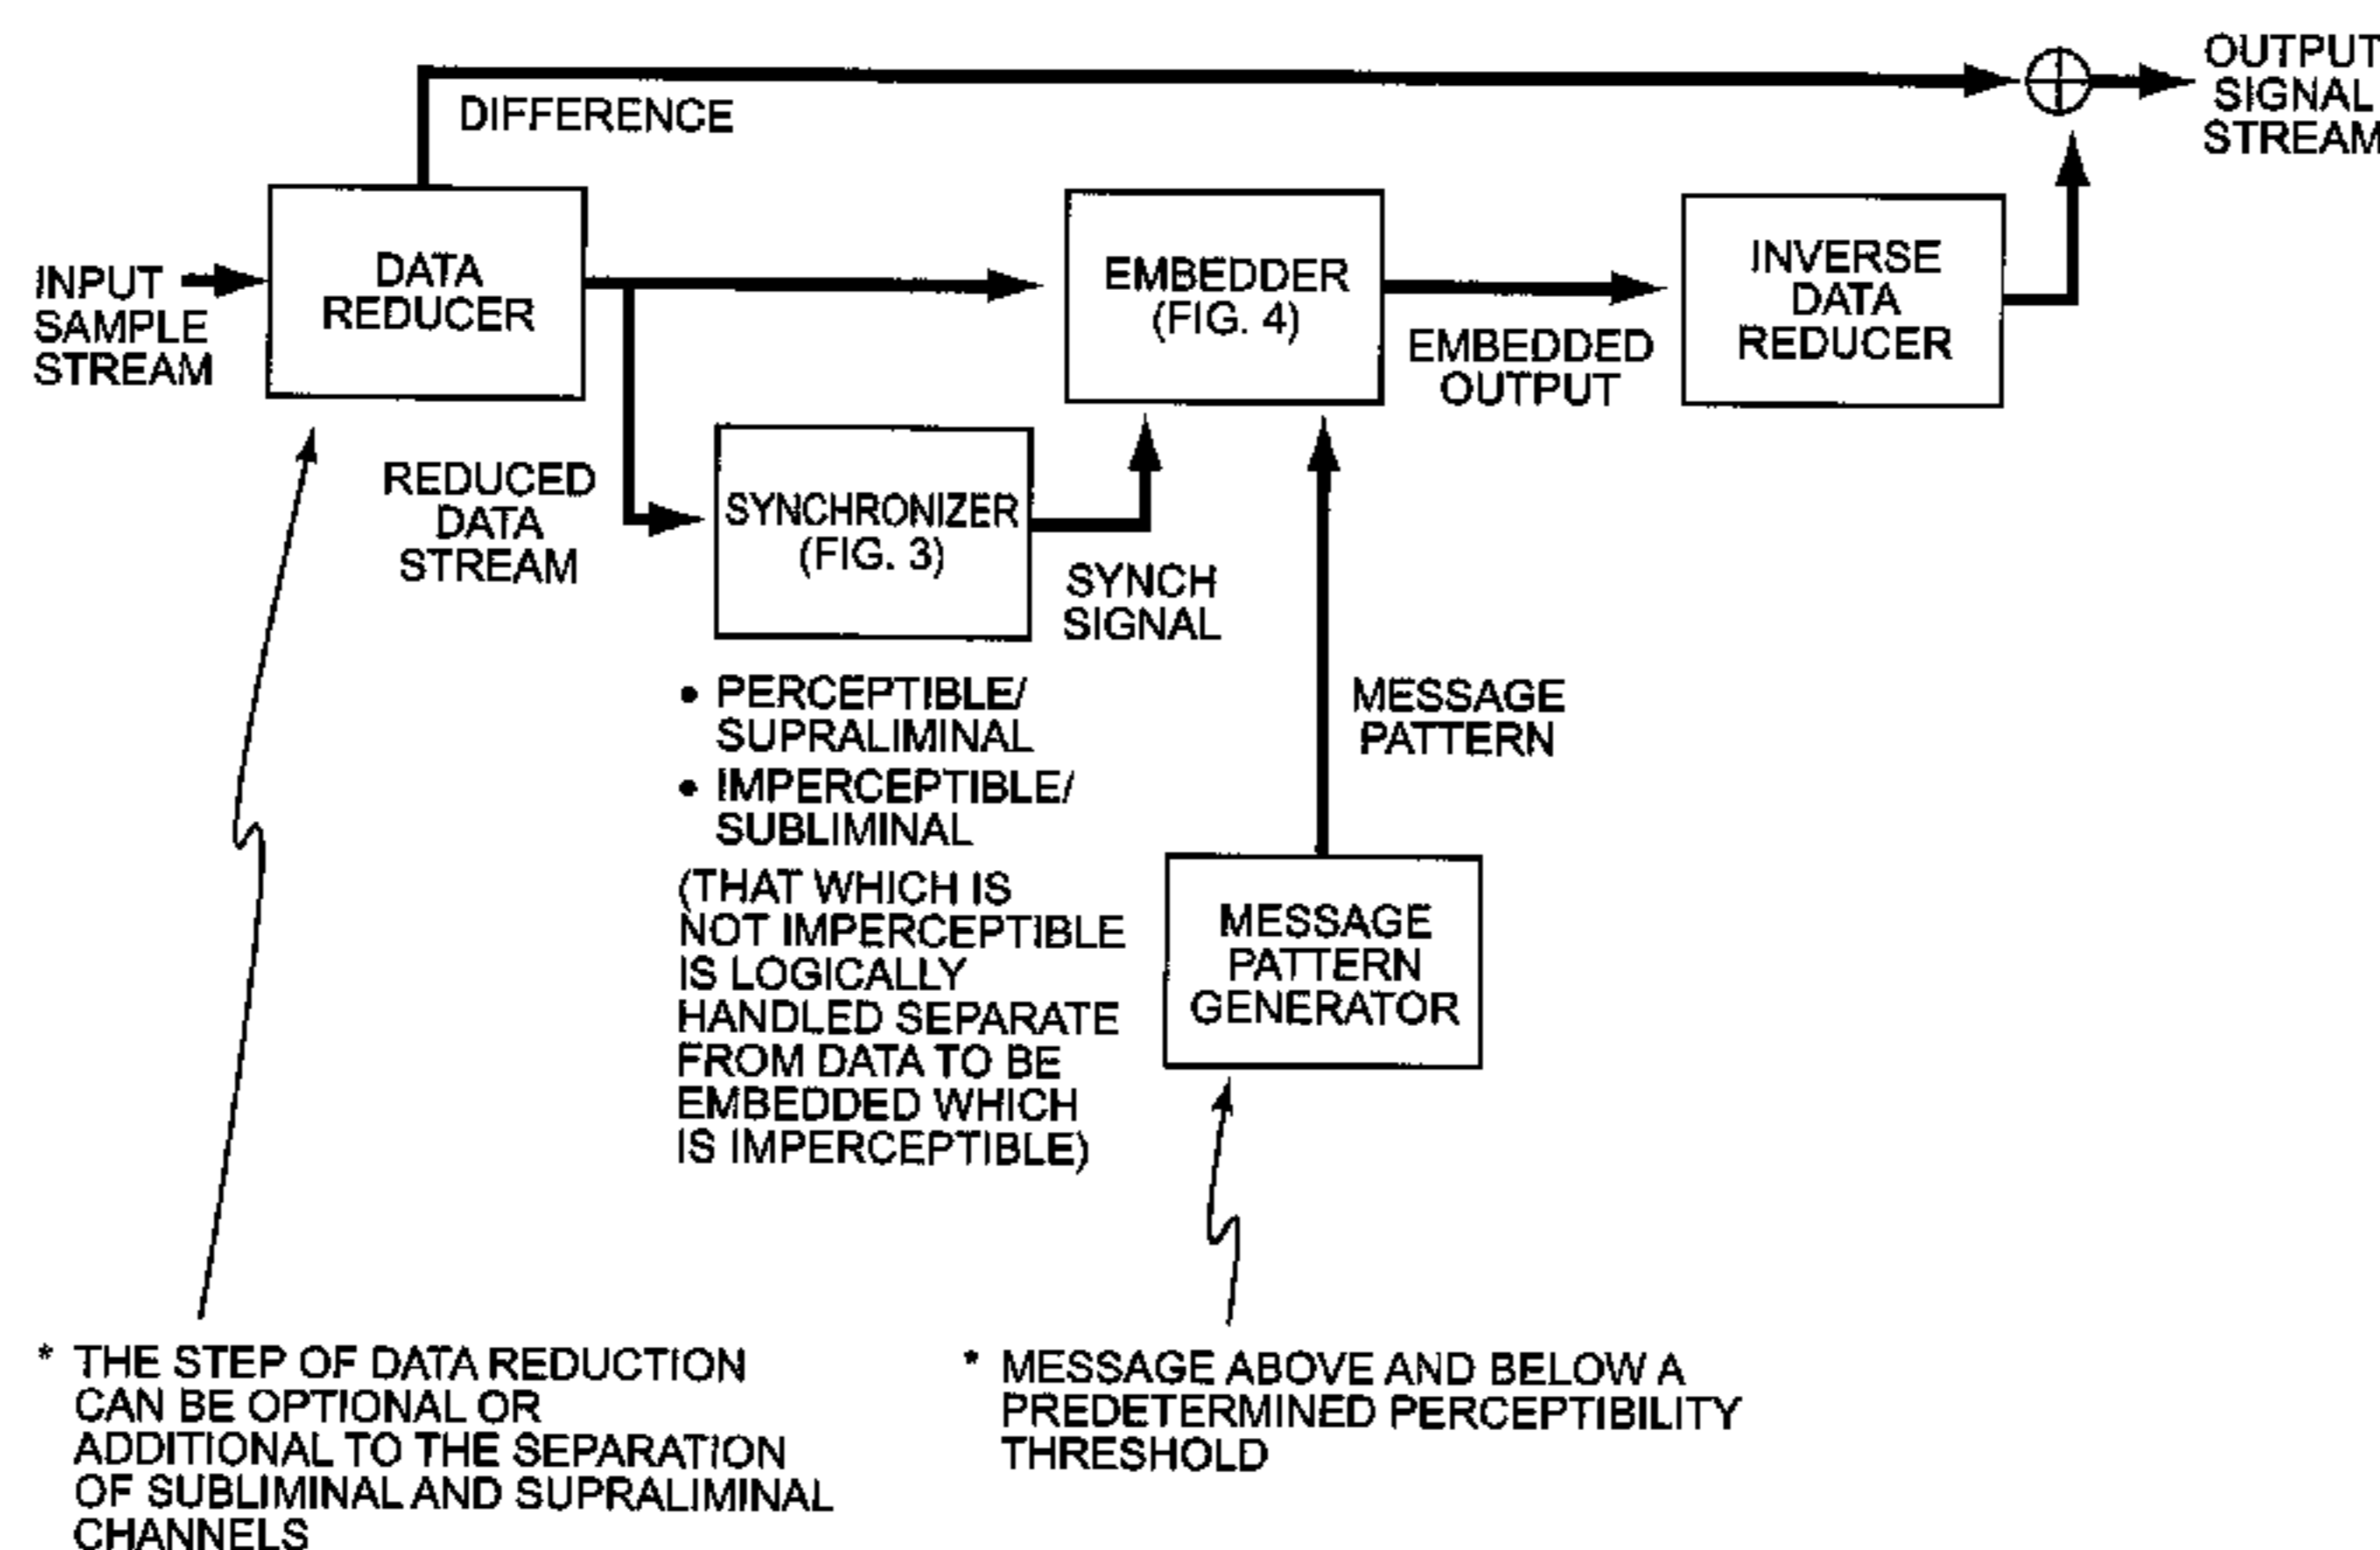 OUTPUT
SIGNAL
STREAM
DIFFERENCE
INPUT
SAMPLE
STREAM
DATA
REDUCER
EMBEDDER
(FIG. 4)
EMBEDDED
OUTPUT
INVERSE
DATA
REDUCER
REDUCED
DATA
STREAM
SYNCHRONIZER
(FIG. 3)
SYNCH
SIGNAL
• PERCEPTIBLE/
SUPRALIMINAL
• IMPERCEPTIBLE/
SUBLIMINAL
(THAT WHICH IS
NOT IMPERCEPTIBLE
IS LOGICALLY
HANDLED SEPARATE
FROM DATA TO BE
EMBEDDED WHICH
IS IMPERCEPTIBLE)
MESSAGE
PATTERN
MESSAGE
PATTERN
GENERATOR
* THE STEP OF DATA REDUCTION
CAN BE OPTIONAL OR
ADDITIONAL TO THE SEPARATION
OF SUBLIMINAL AND SUPRALIMINAL
CHANNELS
* MESSAGE ABOVE AND BELOW A
PREDETERMINED PERCEPTIBILITY
THRESHOLD